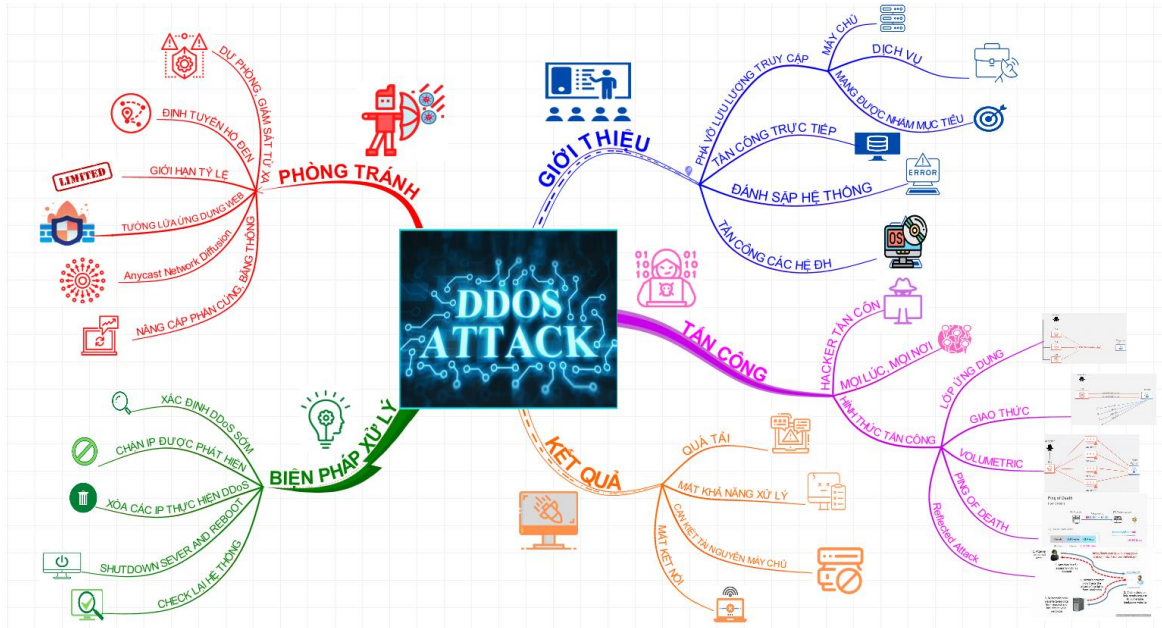 DDOS
ATTACK
GIỚI THIỆU
PHÁ VỠ LƯU LƯỢNG TRUY CẬP
MÁY CHỦ
DỊCH VỤ
MẠNG ĐƯỢC NHẮM MỤC TIÊU
TẤN CÔNG TRỰC TIẾP
ĐÁNH SẬP HỆ THỐNG
ERROR
TẤN CÔNG CÁC HỆ ĐH
OS
TẤN CÔNG
HACKER TẤN CÔN
MỌI LÚC, MỌI NƠI
HÌNH THỨC TẤN CÔNG
LỚP ỨNG DỤNG
GIAO THỨC
VOLUMETRIC
PING OF DEATH
Ping of Death
Reflected Attack
KẾT QUẢ
QUÁ TẢI
MẤT KHẢ NĂNG XỬ LÝ
CẠN KIỆT TÀI NGUYÊN MÁY CHỦ
MẤT KẾT NỐI
BIỆN PHÁP XỬ LÝ
XÁC ĐỊNH DDoS SỚM
CHẶN IP ĐƯỢC PHÁT HIỆN
XÓA CÁC IP THỰC HIỆN DDoS
SHUTDOWN SEVER AND REBOOT
CHECK LẠI HỆ THỐNG
PHÒNG TRÁNH
DỰ PHÒNG, GIÁM SÁT TỪ XA
ĐỊNH TUYẾN HỐ ĐEN
GIỚI HẠN TỶ LỆ
LIMITED
TƯỜNG LỬA ỨNG DỤNG WEB
Anycast Network Diffusion
NÂNG CẤP PHẦN CỨNG, BĂNG THÔNG